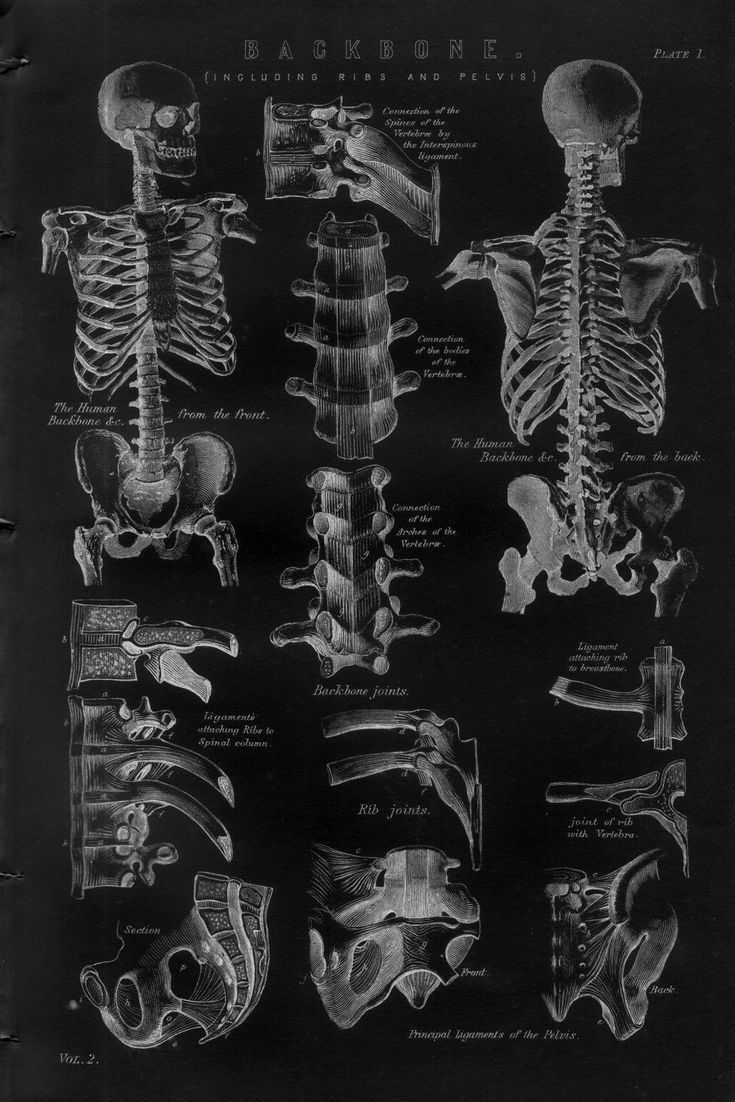 BACKBONE.
(INCLUDING RIBS AND PELVIS)
PLATE 1.
Connection of the
Spines of the
Vertebræ by
the Interspinous
ligament.
b
a
b
a
a
a
b
Connection
of the bodies
of the
Vertebræ.
The Human
Backbone &c. from the front.
The Human
Backbone &c. from the back.
g
g
Connection
of the
Arches of the
Vertebræ.
Backbone joints.
b
a
c
Ligaments
attaching Ribs to
Spinal column.
b
a
f
a
f
a
f
b
Rib joints.
d
d
f
Ligament
attaching rib
to breastbone.
a
b
joint of rib
with Vertebra.
c
Section
p
h
i
o
e
c
g
h
j
Front.
c
e
Back.
Principal ligaments of the Pelvis.
VOL. 2.